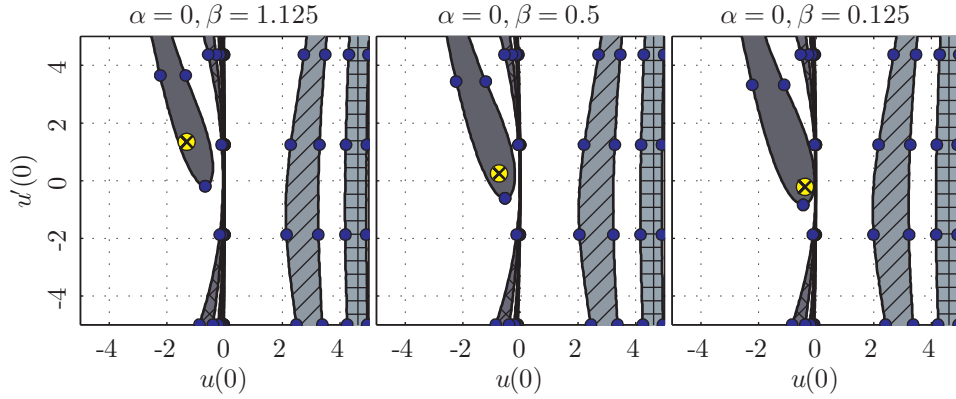 α = 0, β = 1.125
α = 0, β = 0.5
α = 0, β = 0.125
u′(0)
4
2
0
-2
-4
-4 -2 0 2 4
-4 -2 0 2 4
-4 -2 0 2 4
u(0)
u(0)
u(0)